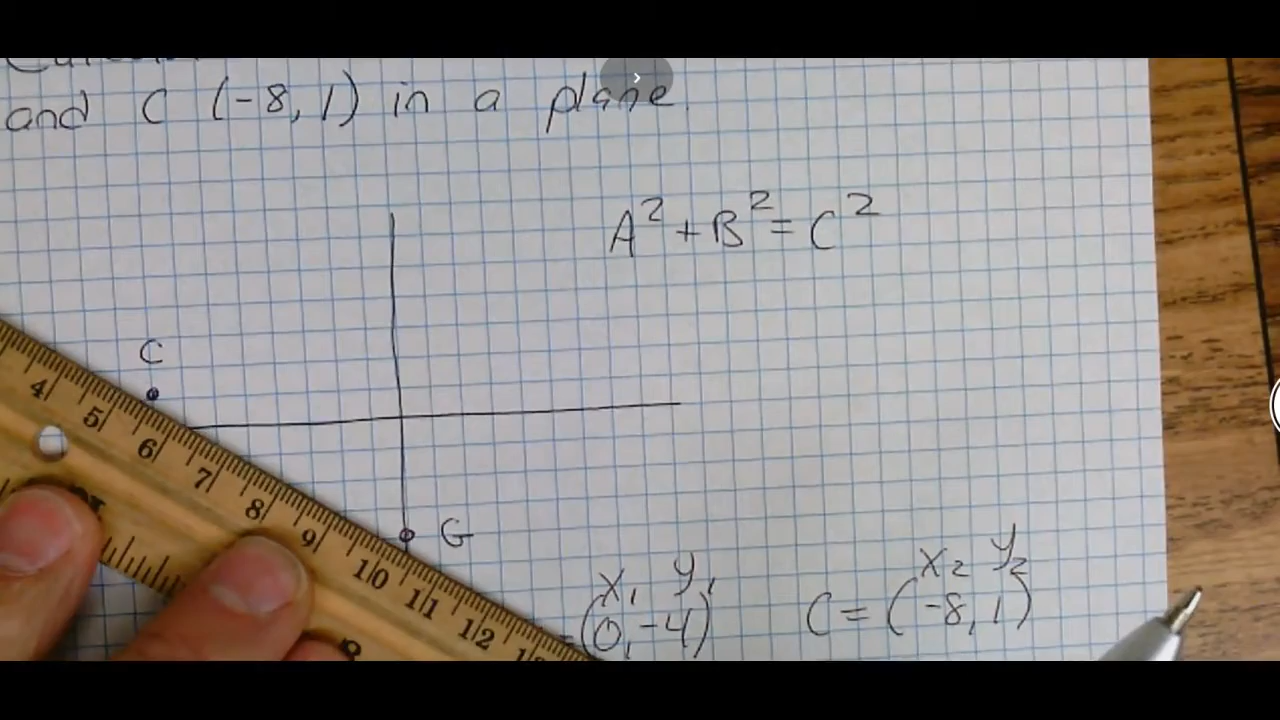 and C (-8, 1) in a plane
A² + B² = C²
C
4 5 6 7 8 9 10 11 12
G
x₁ y₁
x₂ y₂
=(0, -4)
C = (-8, 1)